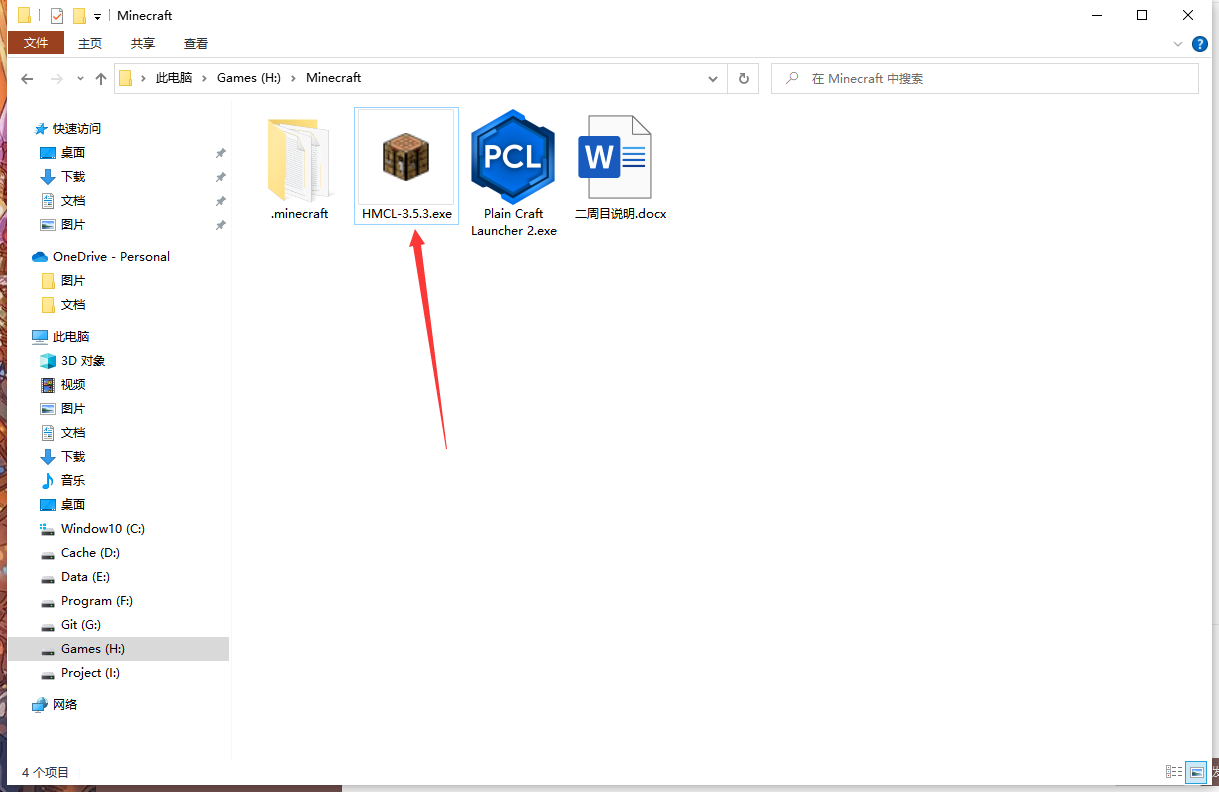 Minecraft
文件 主页 共享 查看
此电脑 Games (H:) Minecraft
在 Minecraft 中搜索
快速访问
桌面
下载
文档
图片
OneDrive - Personal
图片
文档
此电脑
3D 对象
视频
图片
文档
下载
音乐
桌面
Window10 (C:)
Cache (D:)
Data (E:)
Program (F:)
Git (G:)
Games (H:)
Project (I:)
网络
.minecraft
HMCL-3.5.3.exe
PCL
Plain Craft
Launcher 2.exe
W
二周目说明.docx
4 个项目